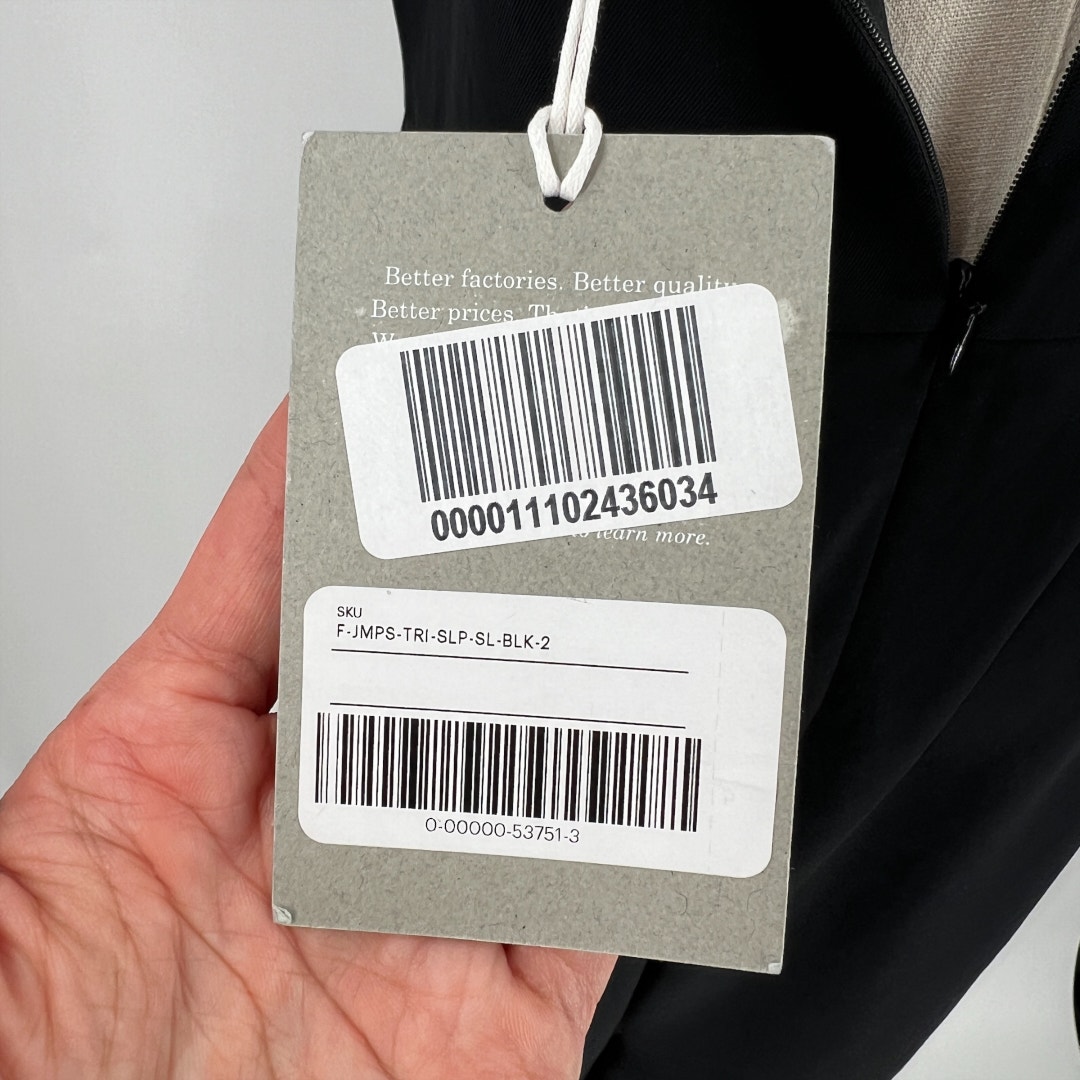 Better factories. Better quality
Better prices.
000011102436034
learn more.
SKU
F-JMPS-TRI-SLP-SL-BLK-2
0-00000-53751-3